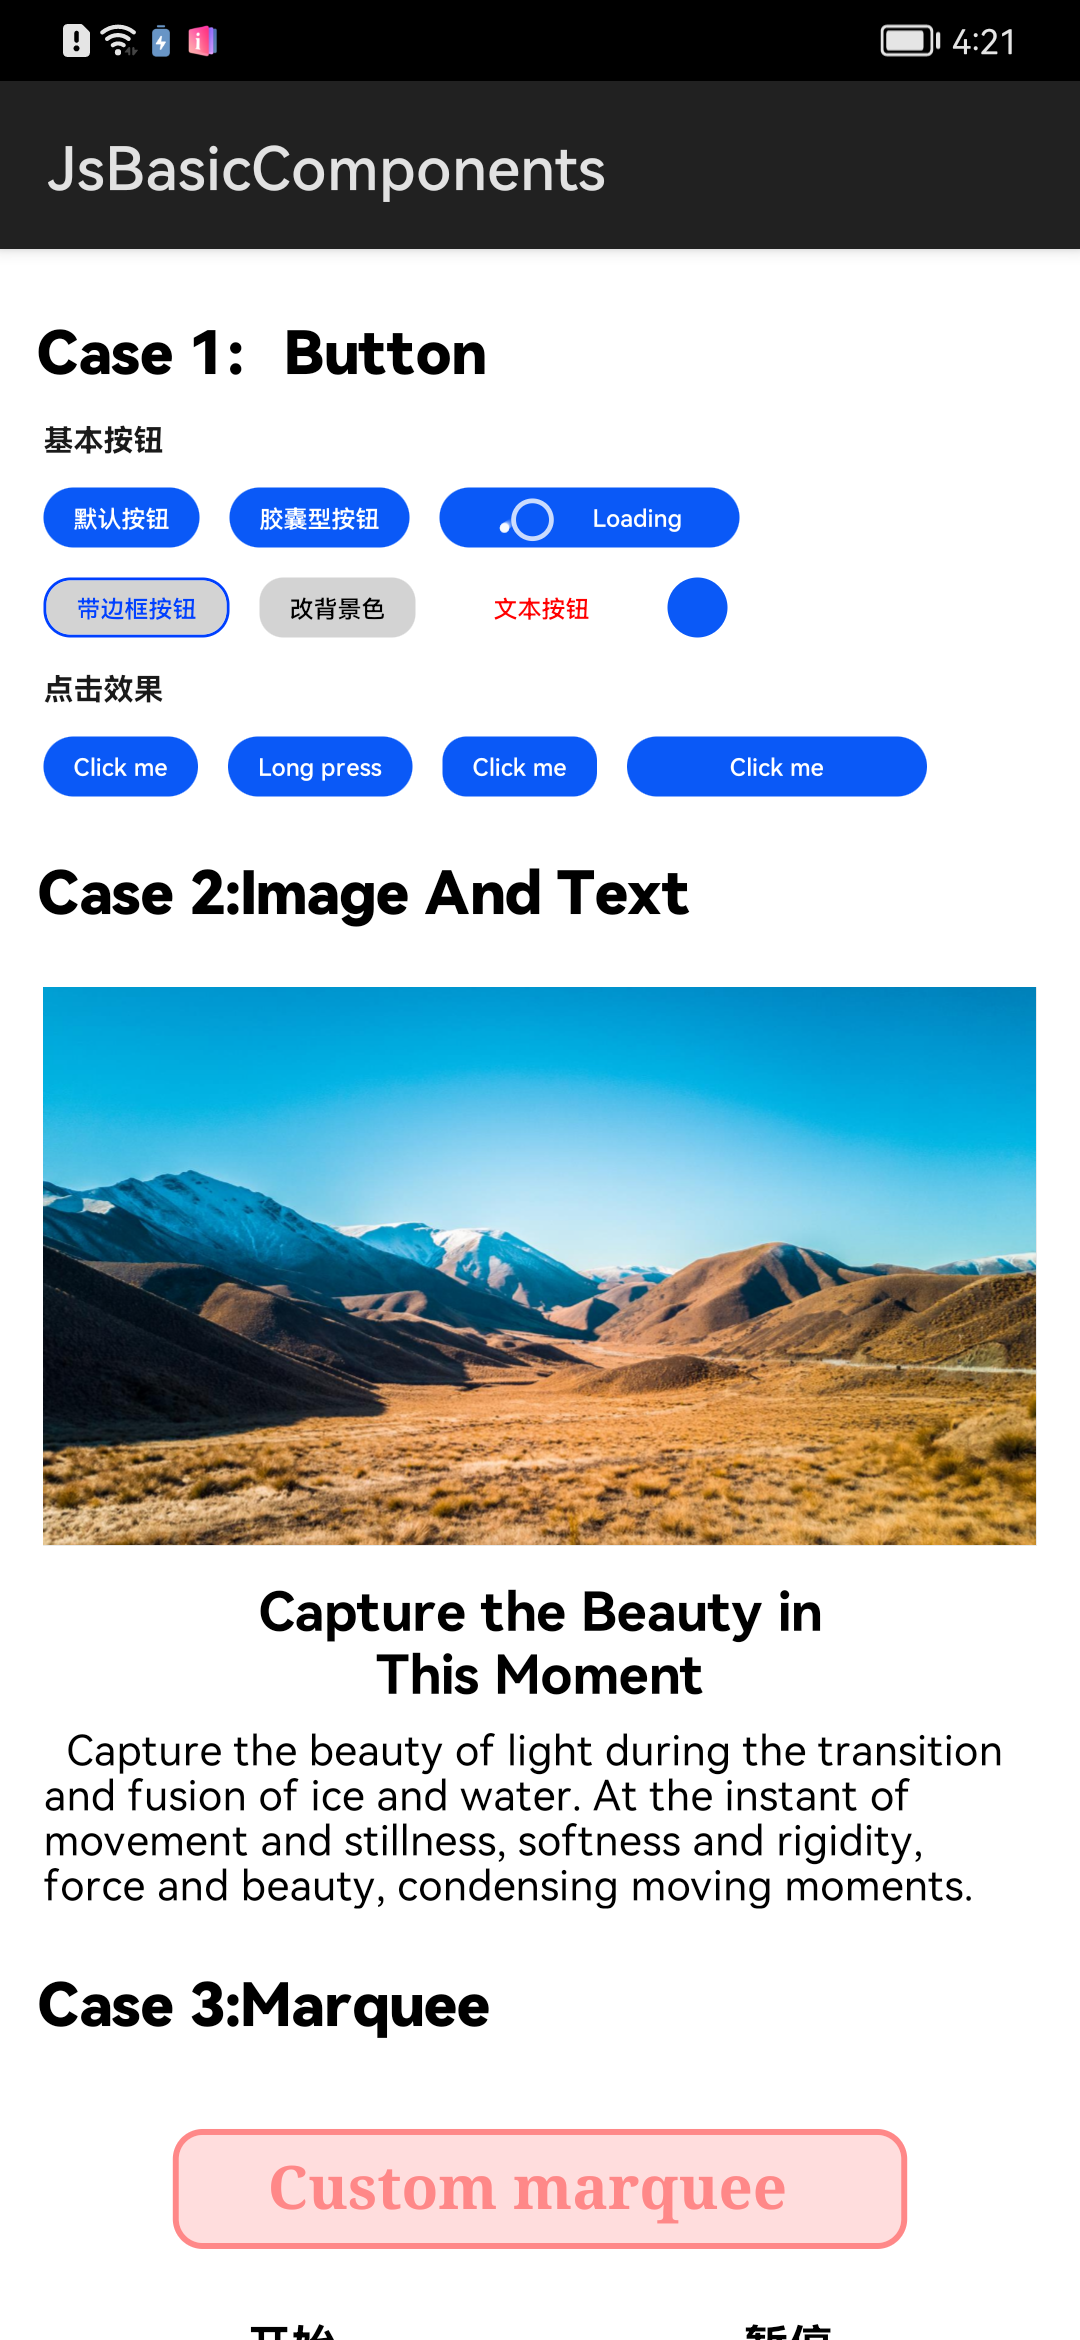 4:21
JsBasicComponents
Case 1： Button
基本按钮
默认按钮 胶囊型按钮 Loading
带边框按钮 改背景色 文本按钮
点击效果
Click me Long press Click me Click me
Case 2:Image And Text
Capture the Beauty in
This Moment
Capture the beauty of light during the transition
and fusion of ice and water. At the instant of
movement and stillness, softness and rigidity,
force and beauty, condensing moving moments.
Case 3:Marquee
Custom marquee
开始 暂停